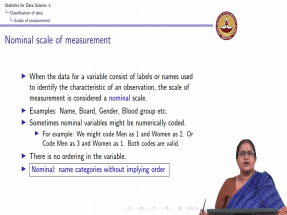 Statistics for Data Science -1
Classification of data
Scales of measurement
Nominal scale of measurement
When the data for a variable consist of labels or names used
to identify the characteristic of an observation, the scale of
measurement is considered a nominal scale.
Examples: Name, Board, Gender, Blood group etc.
Sometimes nominal variables might be numerically coded.
For example: We might code Men as 1 and Women as 2. Or
Code Men as 3 and Women as 1. Both codes are valid.
There is no ordering in the variable.
Nominal: name categories without implying order